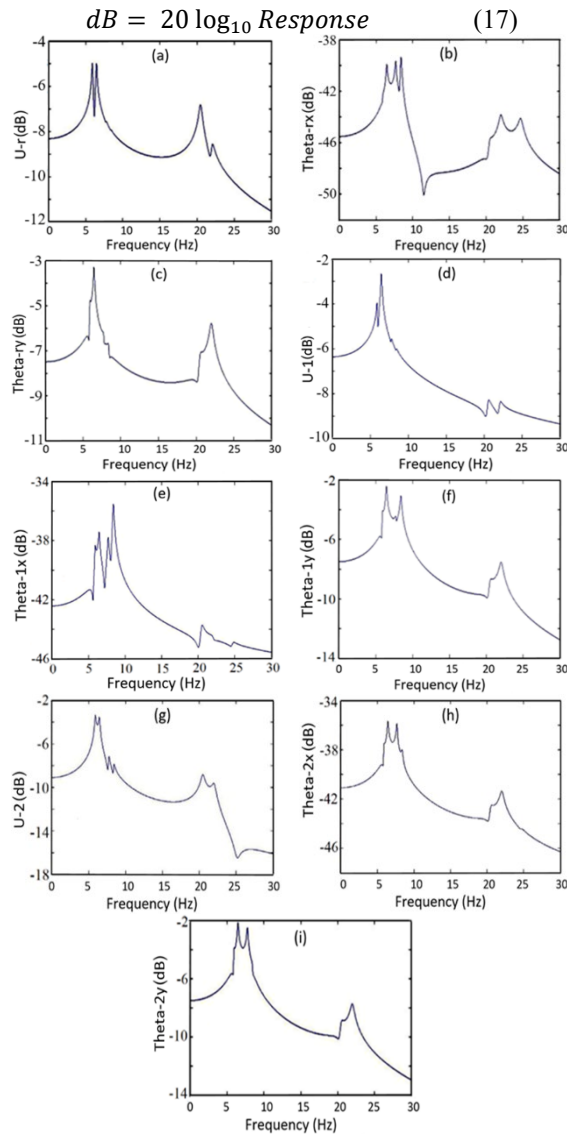 dB = 20 log₁₀ Response (17)
(a)
U-r(dB)
-4
-6
-8
-10
-12
0 5 10 15 20 25 30
Frequency (Hz)
(b)
Theta-rx(dB)
-38
-42
-46
-50
0 5 10 15 20 25 30
Frequency (Hz)
(c)
Theta-ry(dB)
-3
-5
-7
-9
-11
0 5 10 15 20 25 30
Frequency (Hz)
(d)
U-1(dB)
-2
-4
-6
-8
-10
0 5 10 15 20 25 30
Frequency (Hz)
(e)
Theta-1x(dB)
-34
-38
-42
-46
0 5 10 15 20 25 30
Frequency (Hz)
(f)
Theta-1y(dB)
-2
-6
-10
-14
0 5 10 15 20 25 30
Frequency (Hz)
(g)
U-2(dB)
-2
-6
-10
-14
-18
0 5 10 15 20 25 30
Frequency (Hz)
(h)
Theta-2x(dB)
-34
-38
-42
-46
0 5 10 15 20 25 30
Frequency (Hz)
(i)
Theta-2y(dB)
-2
-6
-10
-14
0 5 10 15 20 25 30
Frequency (Hz)